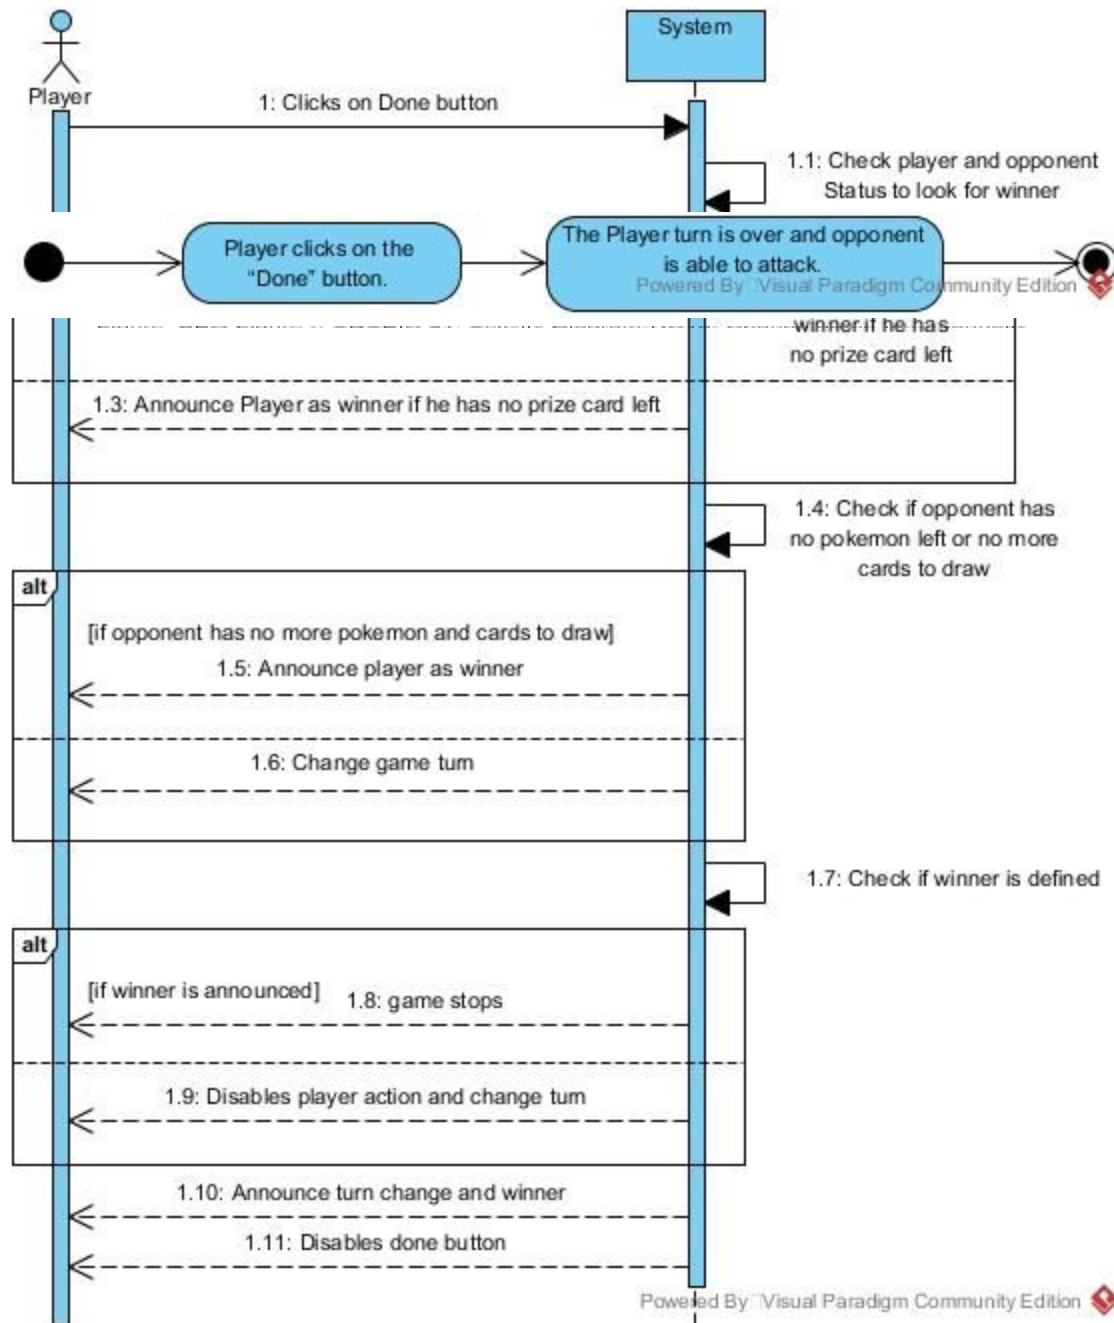 Player
System
1: Clicks on Done button
1.1: Check player and opponent
Status to look for winner
Player clicks on the
“Done” button.
The Player turn is over and opponent
is able to attack.
Powered By Visual Paradigm Community Edition
winner if he has
no prize card left
1.3: Announce Player as winner if he has no prize card left
1.4: Check if opponent has
no pokemon left or no more
cards to draw
alt
[if opponent has no more pokemon and cards to draw]
1.5: Announce player as winner
1.6: Change game turn
1.7: Check if winner is defined
alt
[if winner is announced]
1.8: game stops
1.9: Disables player action and change turn
1.10: Announce turn change and winner
1.11: Disables done button
Powered By Visual Paradigm Community Edition